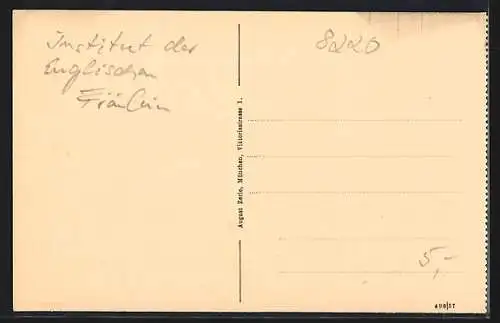 Institut der
Englischen
Fräulein
8220
August Zerle, München, Viktoriastrasse 1.
5,-